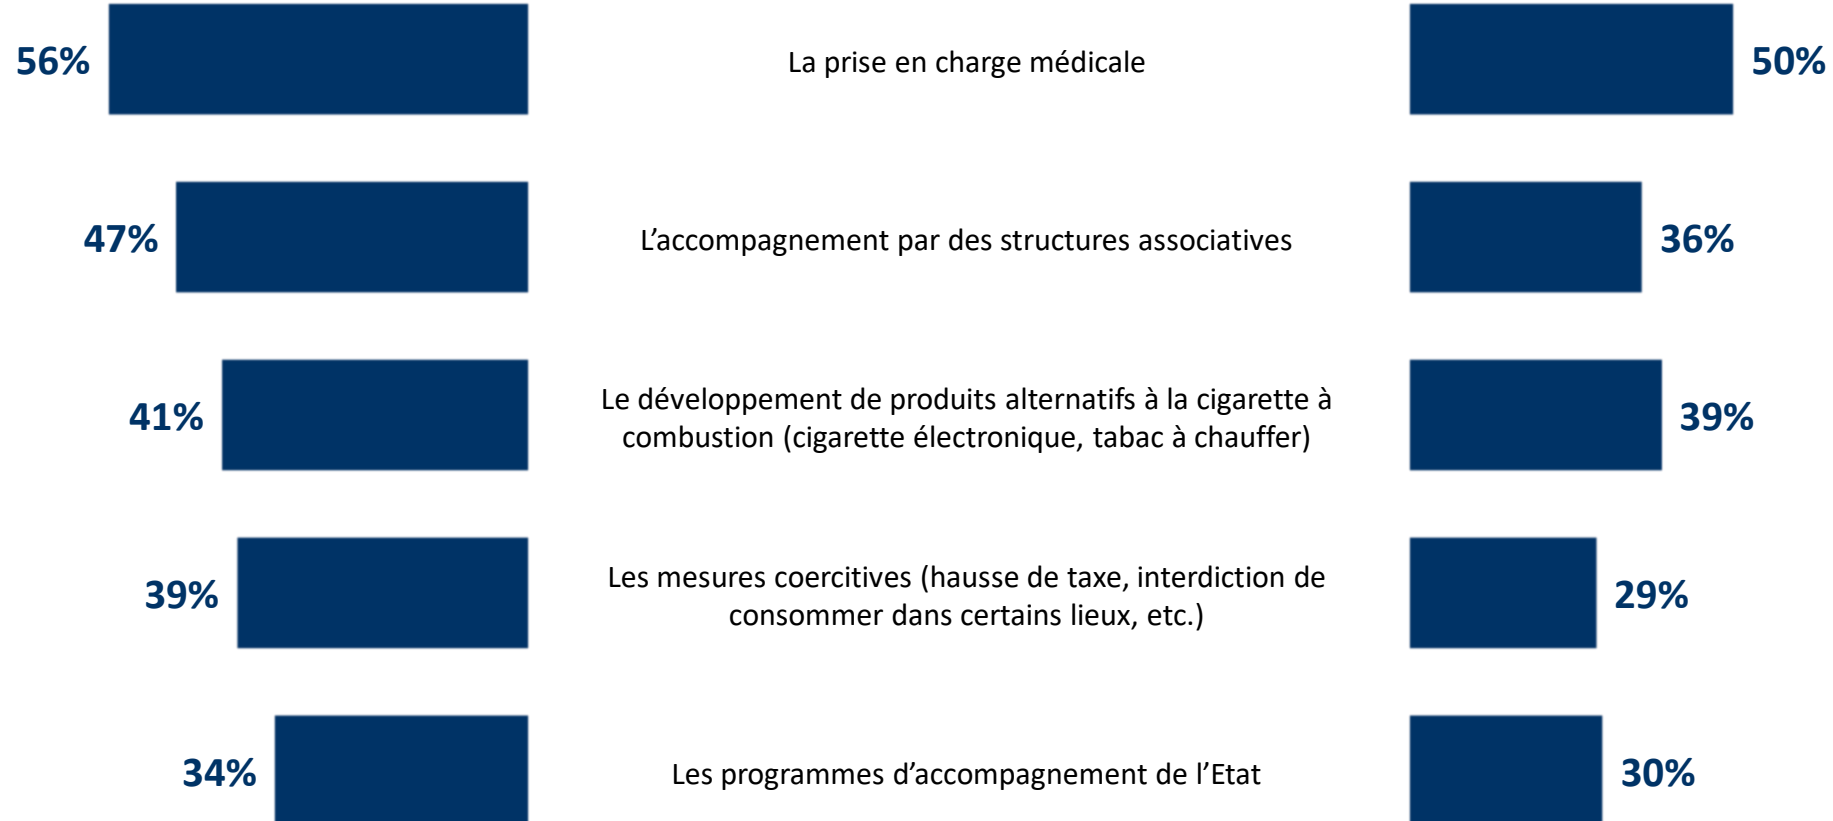 56%
La prise en charge médicale
50%
47%
L’accompagnement par des structures associatives
36%
41%
Le développement de produits alternatifs à la cigarette à
combustion (cigarette électronique, tabac à chauffer)
39%
39%
Les mesures coercitives (hausse de taxe, interdiction de
consommer dans certains lieux, etc.)
29%
34%
Les programmes d’accompagnement de l’Etat
30%